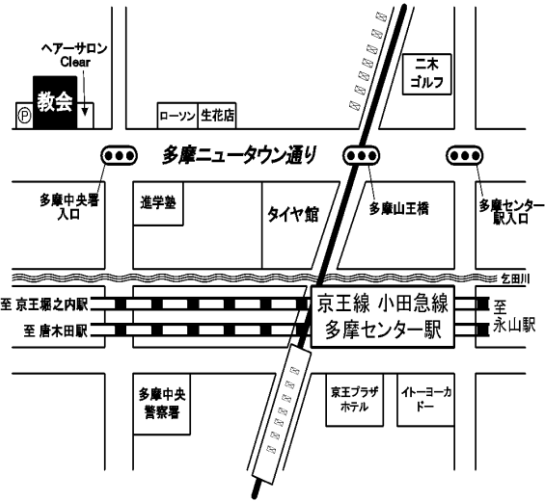 ヘアーサロン
Clear
教会
P
二木
ゴルフ
ローソン
生花店
多摩ニュータウン通り
多摩中央署
入口
進学塾
タイヤ館
多摩山王橋
多摩センター
駅入口
乞田川
至 京王堀之内駅
至 唐木田駅
京王線 小田急線
多摩センター駅
至
永山駅
多摩中央
警察署
京王プラザ
ホテル
イトーヨーカ
ドー